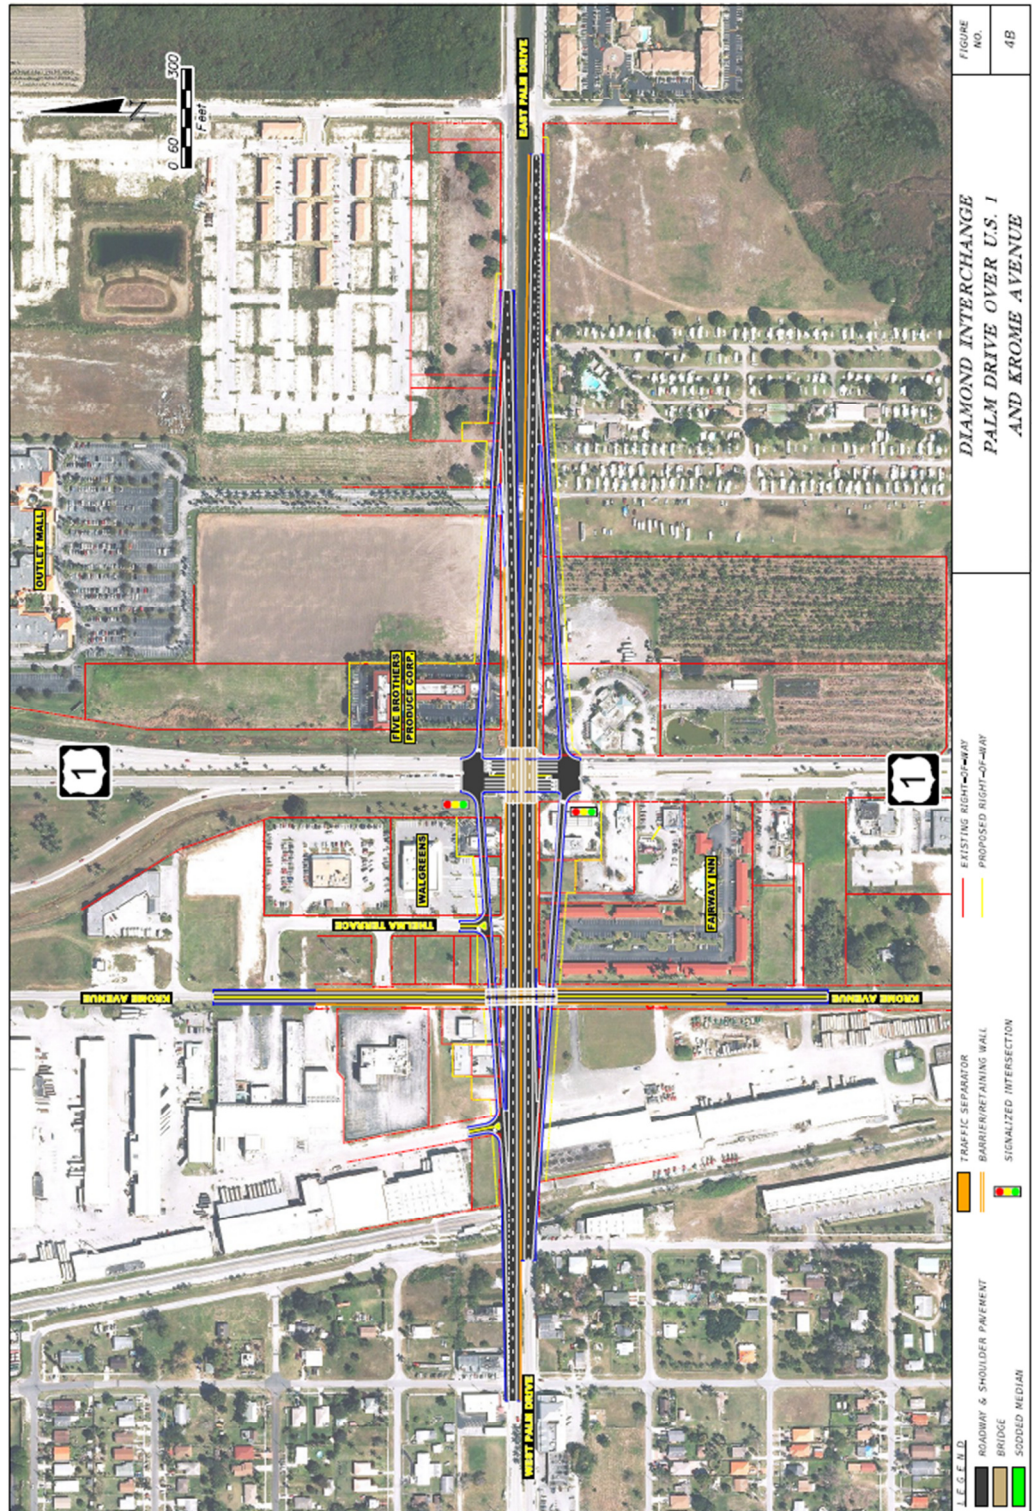 OUTLET MALL
N
0 60 300
Feet
EAST PALM DRIVE
FIVE BROTHERS
PRODUCE CORP.
1
1
WALGREENS
THELMA TERRACE
FAIRWAY INN
KROME AVENUE
KROME AVENUE
WEST PALM DRIVE
LEGEND
ROADWAY & SHOULDER PAVEMENT
BRIDGE
SODDED MEDIAN
TRAFFIC SEPARATOR
BARRIER/RETAINING WALL
SIGNALIZED INTERSECTION
EXISTING RIGHT-OF-WAY
PROPOSED RIGHT-OF-WAY
DIAMOND INTERCHANGE
PALM DRIVE OVER U.S. 1
AND KROME AVENUE
FIGURE
NO.
4B